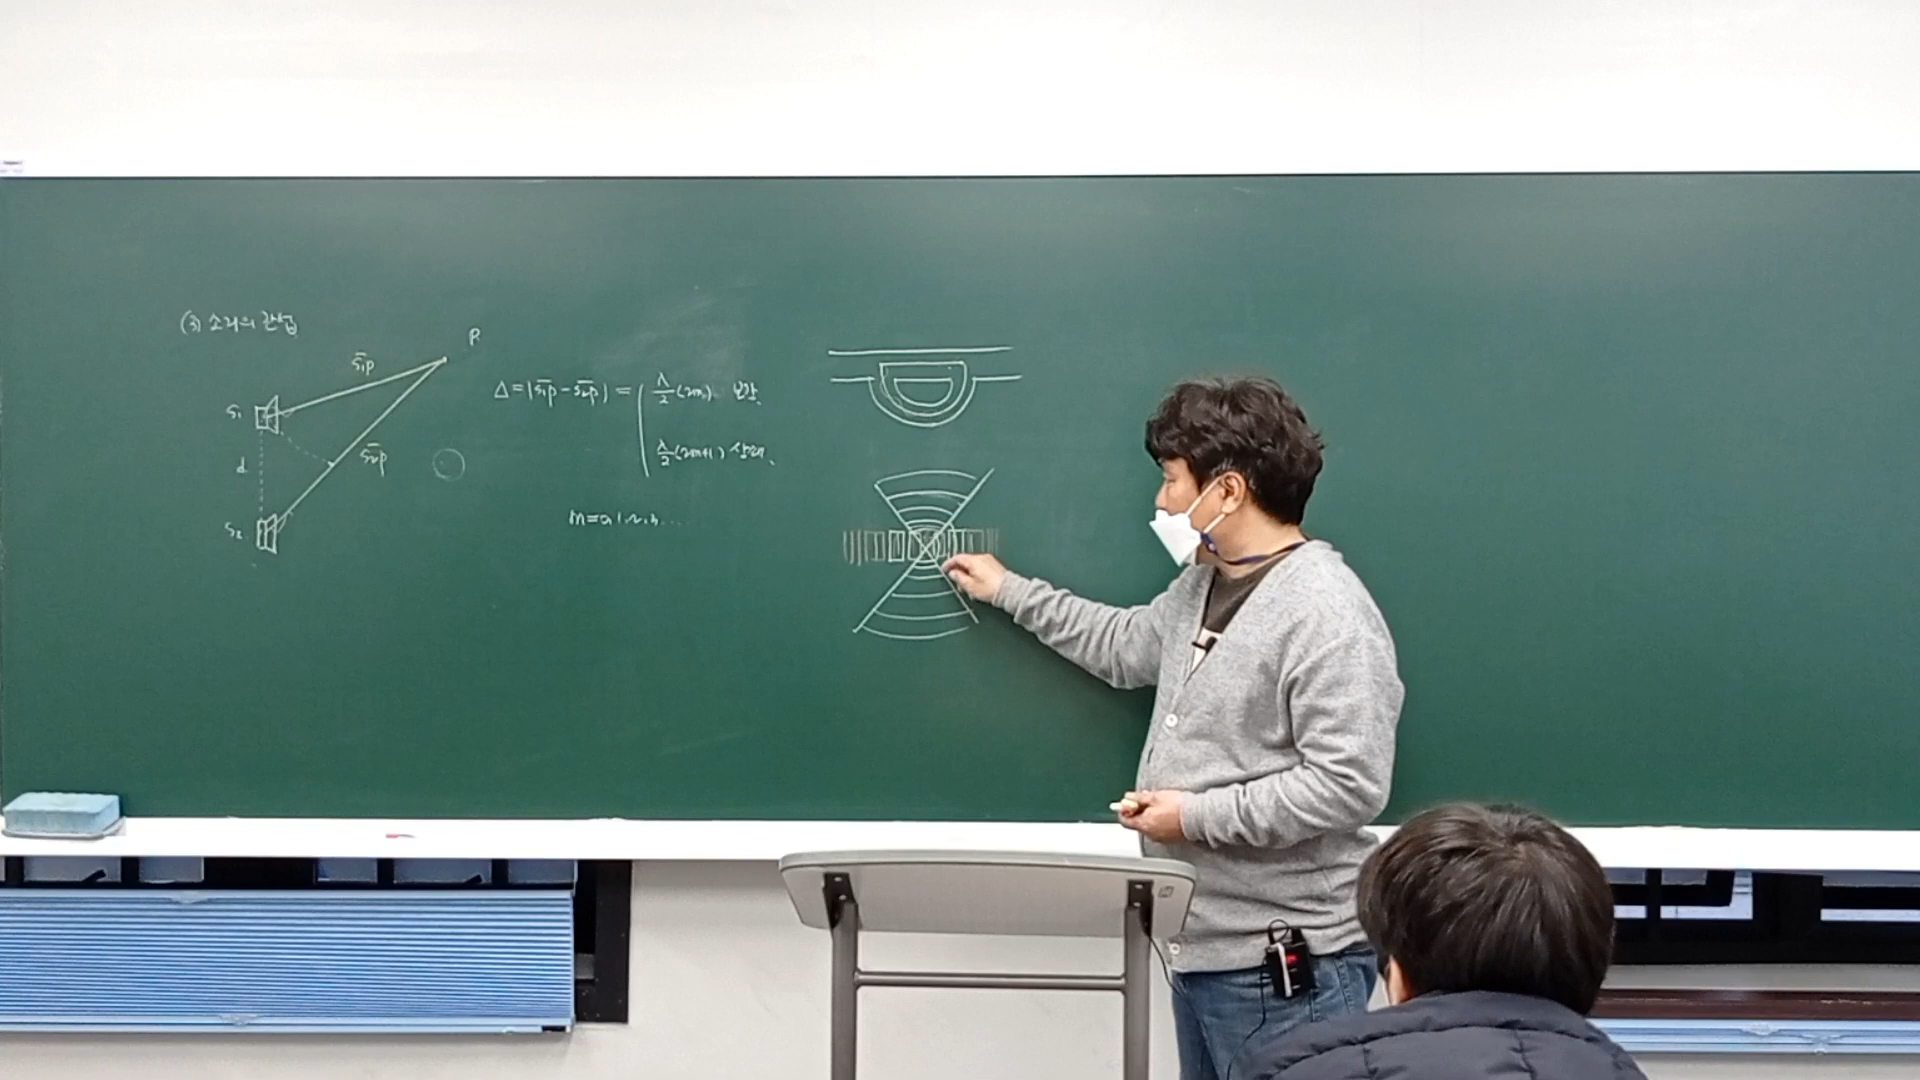 (3) 소리의 간섭
P
S₁P
S₁
Δ=|S₁P-S₂P|= λ/2(2m) 보강.
S₂P
d
λ/2(2m+1) 상쇄.
S₂
m=0,1,2,3....